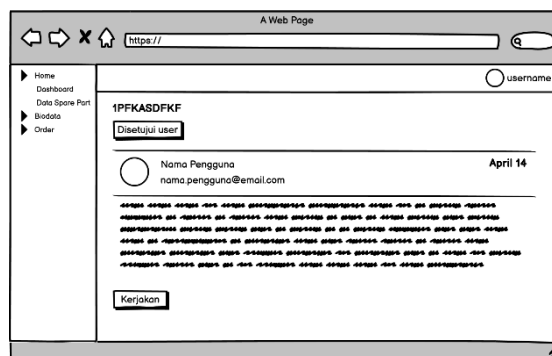 A Web Page
https://
username
Home
Dashboard
Data Spare Part
Biodata
Order
1PFKASDFKF
Disetujui user
Nama Pengguna
April 14
nama.pengguna@email.com
Kerjakan